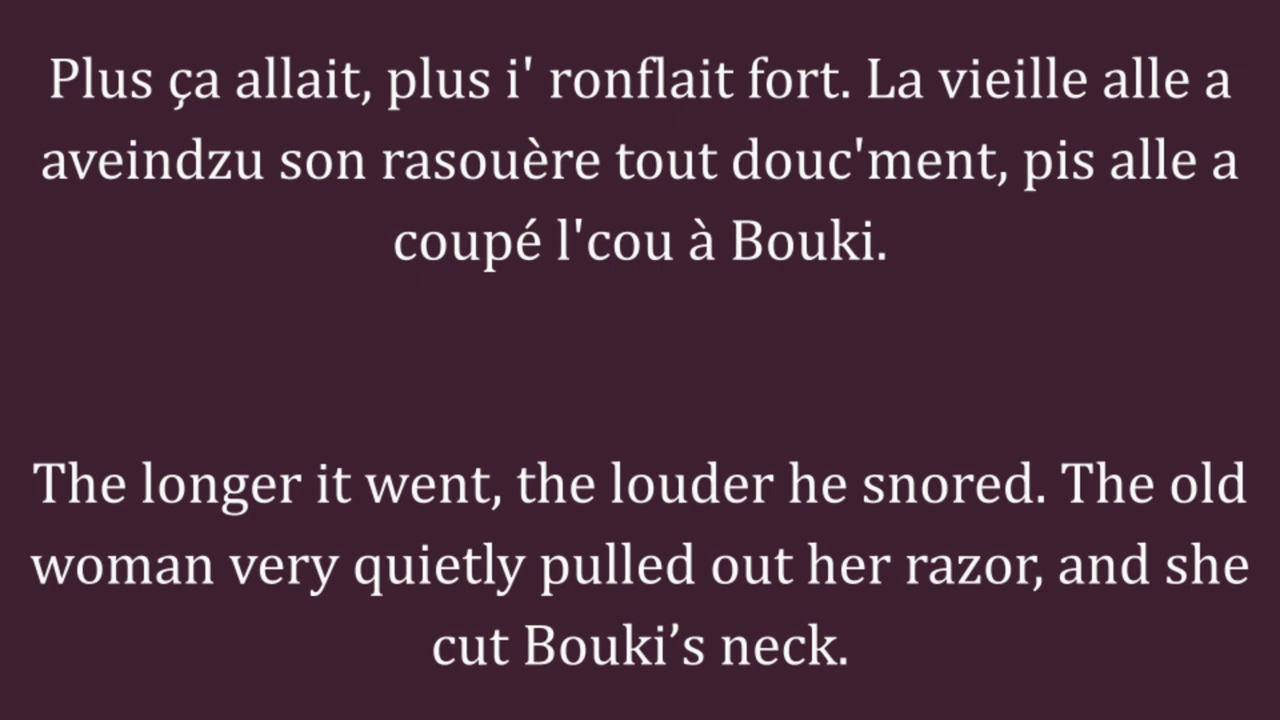 Plus ça allait, plus i' ronflait fort. La vieille alle a
aveindzu son rasouère tout douc'ment, pis alle a
coupé l'cou à Bouki.
The longer it went, the louder he snored. The old
woman very quietly pulled out her razor, and she
cut Bouki’s neck.